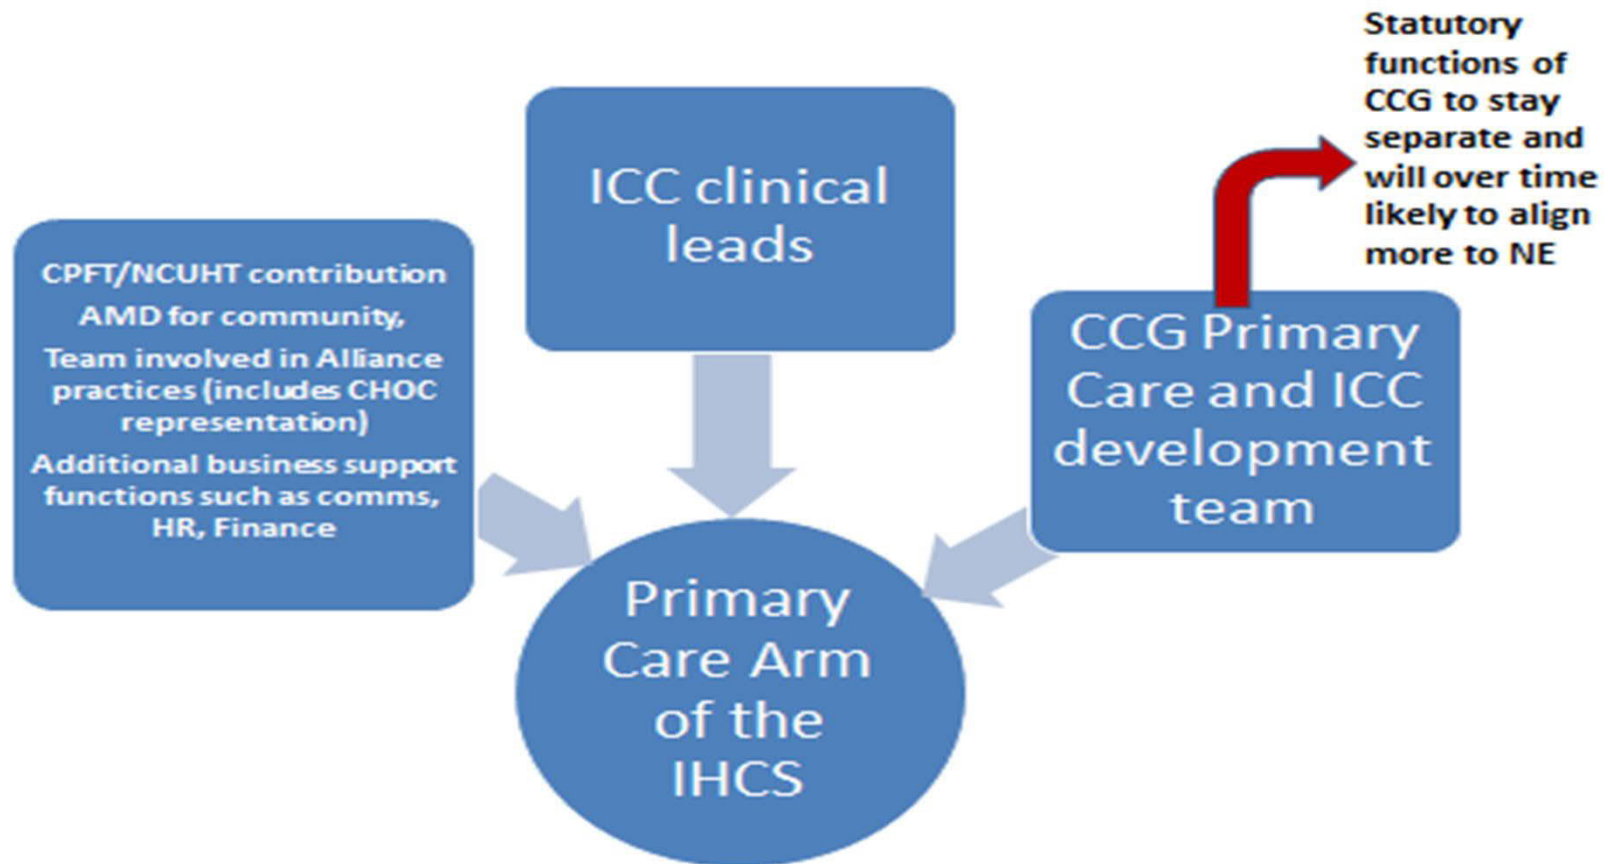 Statutory
functions of
CCG to stay
separate and
will over time
likely to align
more to NE
ICC clinical
leads
CPFT/NCUHT contribution
AMD for community,
Team involved in Alliance
practices (includes CHOC
representation)
Additional business support
functions such as comms,
HR, Finance
CCG Primary
Care and ICC
development
team
Primary
Care Arm
of the
IHCS